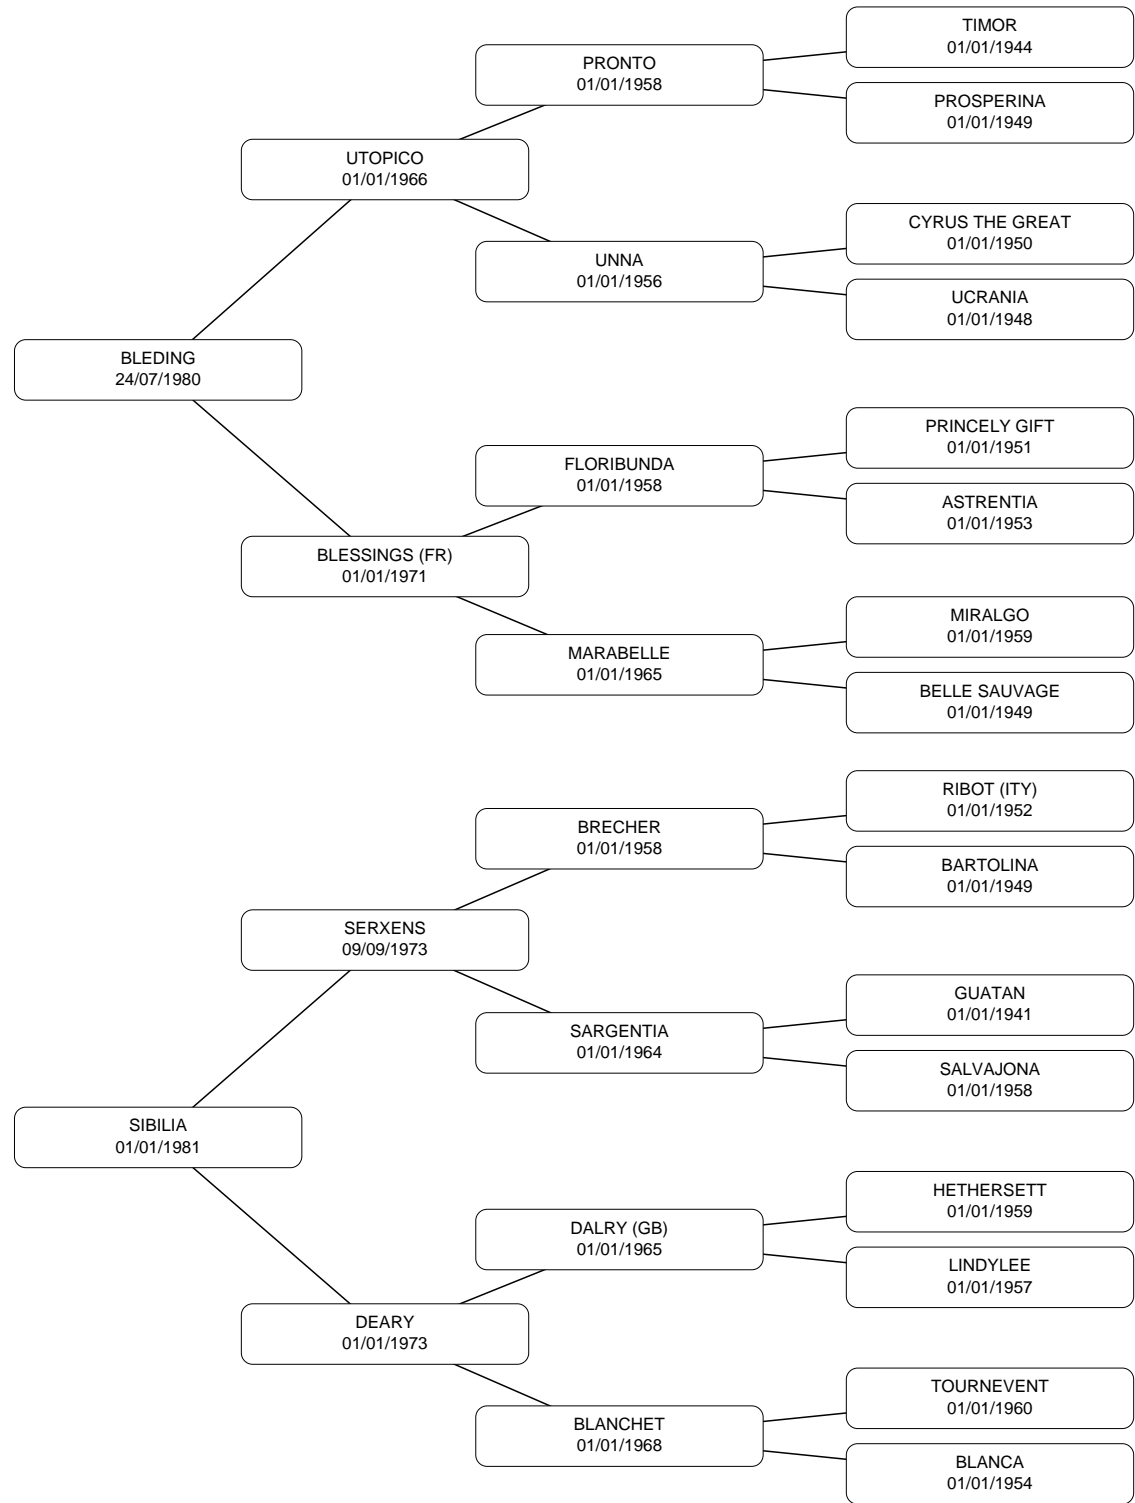 TIMOR
01/01/1944
PRONTO
01/01/1958
PROSPERINA
01/01/1949
UTOPICO
01/01/1966
CYRUS THE GREAT
01/01/1950
UNNA
01/01/1956
UCRANIA
01/01/1948
BLEDING
24/07/1980
PRINCELY GIFT
01/01/1951
FLORIBUNDA
01/01/1958
ASTRENTIA
01/01/1953
BLESSINGS (FR)
01/01/1971
MIRALGO
01/01/1959
MARABELLE
01/01/1965
BELLE SAUVAGE
01/01/1949
RIBOT (ITY)
01/01/1952
BRECHER
01/01/1958
BARTOLINA
01/01/1949
SERXENS
09/09/1973
GUATAN
01/01/1941
SARGENTIA
01/01/1964
SALVAJONA
01/01/1958
SIBILIA
01/01/1981
HETHERSETT
01/01/1959
DALRY (GB)
01/01/1965
LINDYLEE
01/01/1957
DEARY
01/01/1973
TOURNEVENT
01/01/1960
BLANCHET
01/01/1968
BLANCA
01/01/1954